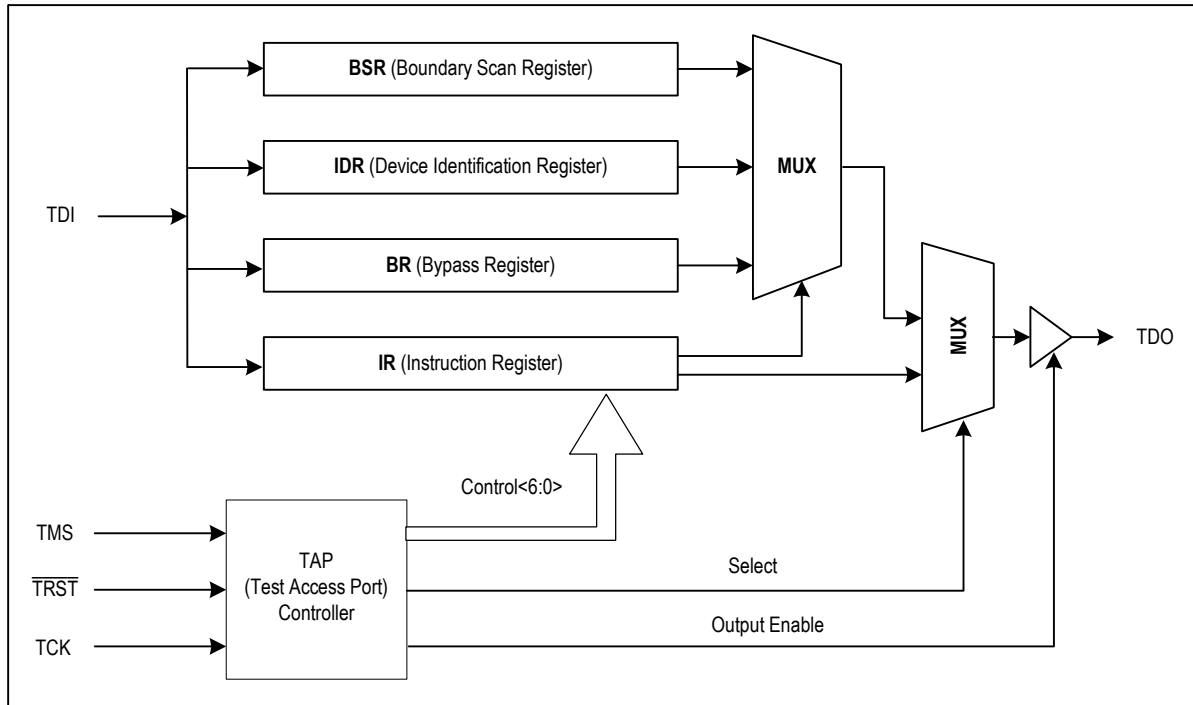 BSR (Boundary Scan Register)
IDR (Device Identification Register)
MUX
TDI
BR (Bypass Register)
IR (Instruction Register)
MUX
TDO
Control<6:0>
TMS
TRST
TCK
TAP
(Test Access Port)
Controller
Select
Output Enable